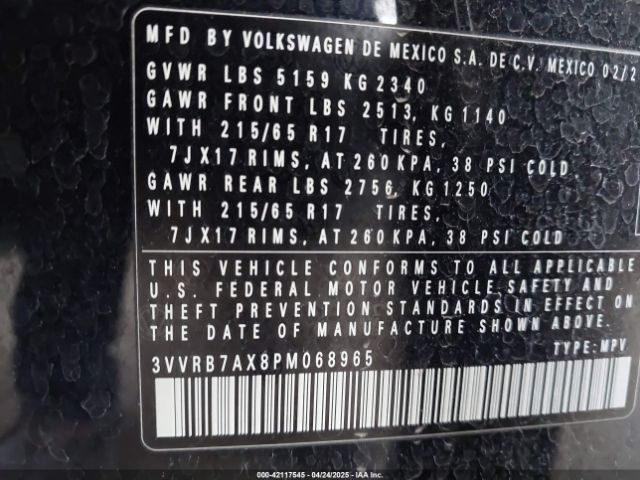 MFD BY VOLKSWAGEN DE MEXICO S.A. DE C.V. MEXICO 02/2
GVWR LBS 5159 KG 2340
GAWR FRONT LBS 2513, KG 1140
WITH 215/65 R17 TIRES,
7JX17 RIMS, AT 260 KPA, 38 PSI COLD.
GAWR REAR LBS 2756, KG 1250
WITH 215/65 R17 TIRES,
7JX17 RIMS, AT 260 KPA, 38 PSI COLD
THIS VEHICLE CONFORMS TO ALL APPLICABLE
U.S. FEDERAL MOTOR VEHICLE SAFETY AND
THEFT PREVENTION STANDARDS IN EFFECT ON
THE DATE OF MANUFACTURE SHOWN ABOVE.
3VVRB7AX8PM068965 TYPE: MPV
000-42117545 - 04/24/2025 - IAAI.COM